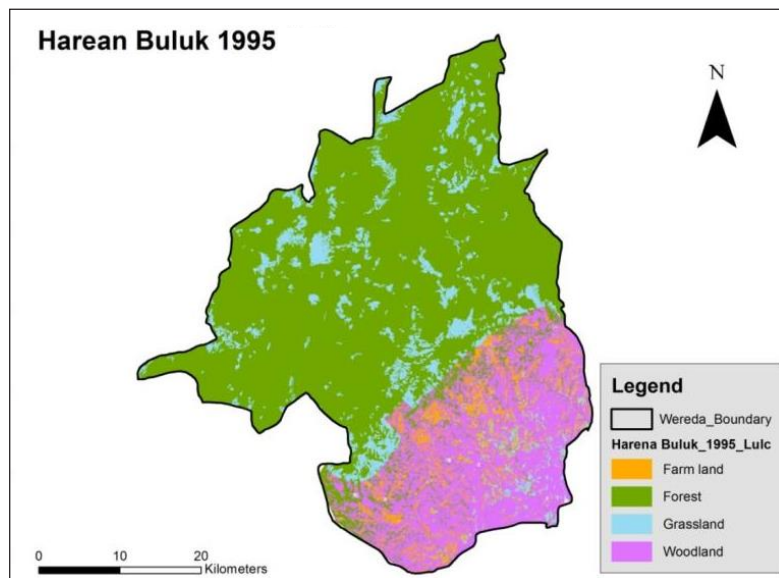 Harean Buluk 1995
N
Legend
Wereda_Boundary
Harena Buluk_1995_Lulc
Farm land
Forest
Grassland
Woodland
0 10 20
Kilometers